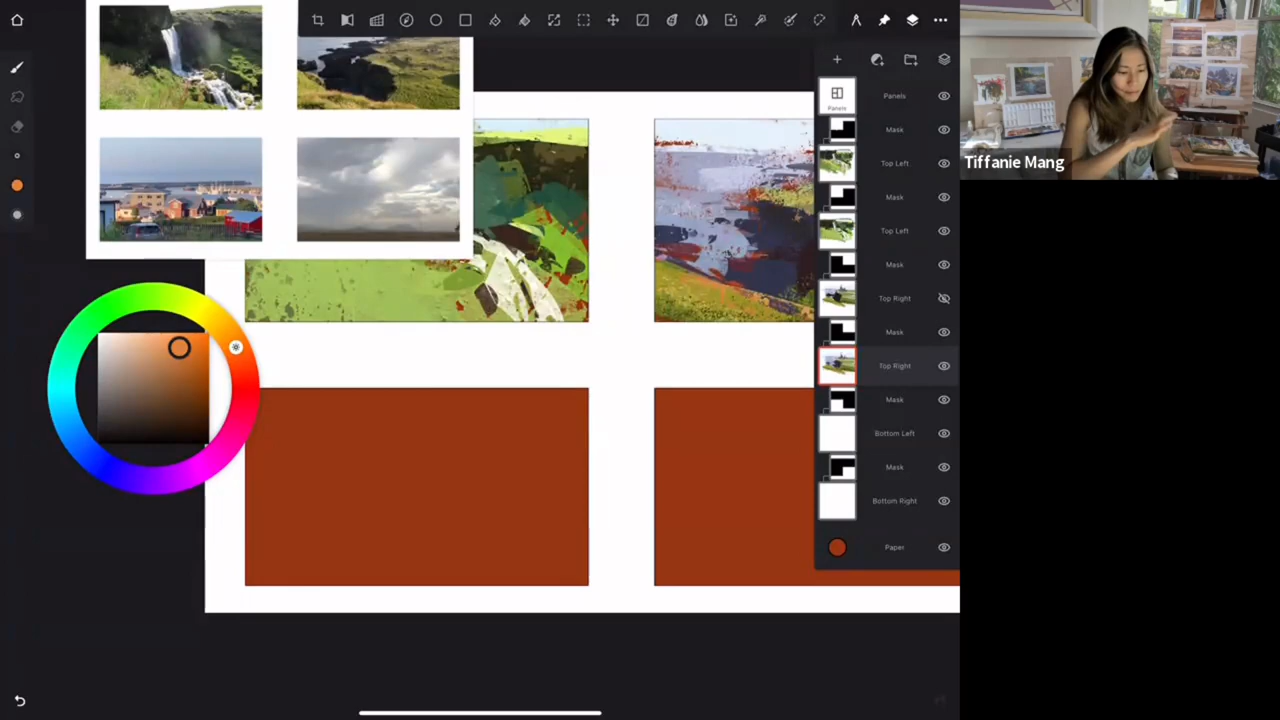 Panels
Panels
Mask
Top Left
Mask
Top Left
Mask
Top Right
Mask
Top Right
Mask
Bottom Left
Mask
Bottom Right
Paper
Tiffanie Mang